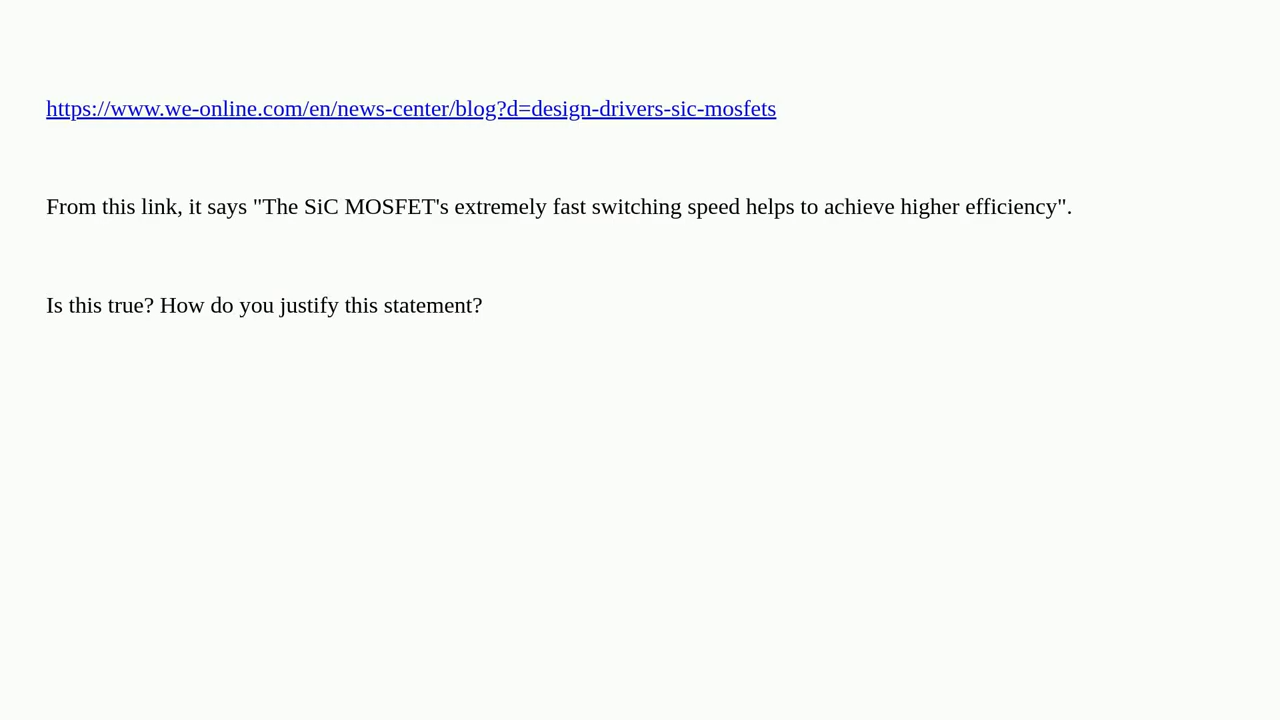 https://www.we-online.com/en/news-center/blog?d=design-drivers-sic-mosfets
From this link, it says "The SiC MOSFET's extremely fast switching speed helps to achieve higher efficiency".
Is this true? How do you justify this statement?